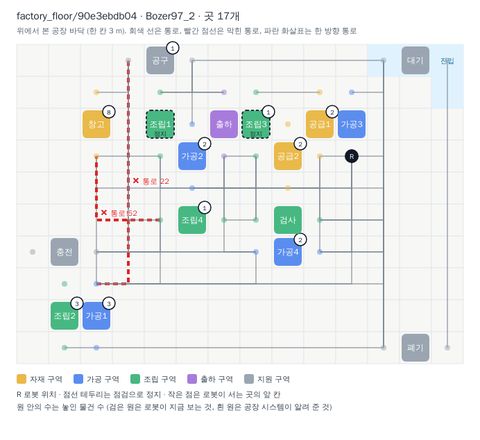 factory_floor/90e3ebdb04 · Bozer97_2 · 곳 17개
위에서 본 공장 바닥 (한 칸 3 m). 회색 선은 통로, 빨간 점선은 막힌 통로, 파란 화살표는 한 방향 통로
공구 1
대기
전립
창고 8
조립1
정지
출하
조립3 1
정지
공급1 2
가공3
가공2 2
공급2 2
R
✕ 통로 22
✕ 통로 52
조립4 1
검사
충전
가공4 2
조립2 3
가공1 3
폐기
자재 구역
가공 구역
조립 구역
출하 구역
지원 구역
R 로봇 위치 · 점선 테두리는 점검으로 정지 · 작은 점은 로봇이 서는 곳의 앞 칸
원 안의 수는 놓인 물건 수 (검은 원은 로봇이 지금 보는 것, 흰 원은 공장 시스템이 알려 준 것)